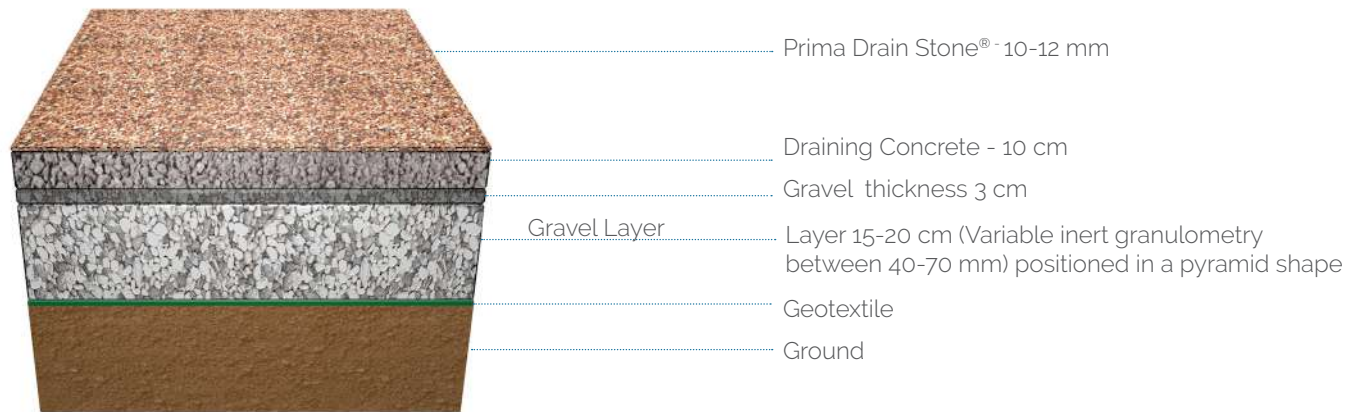 Prima Drain Stone® - 10-12 mm
Draining Concrete - 10 cm
Gravel thickness 3 cm
Gravel Layer
Layer 15-20 cm (Variable inert granulometry
between 40-70 mm) positioned in a pyramid shape
Geotextile
Ground